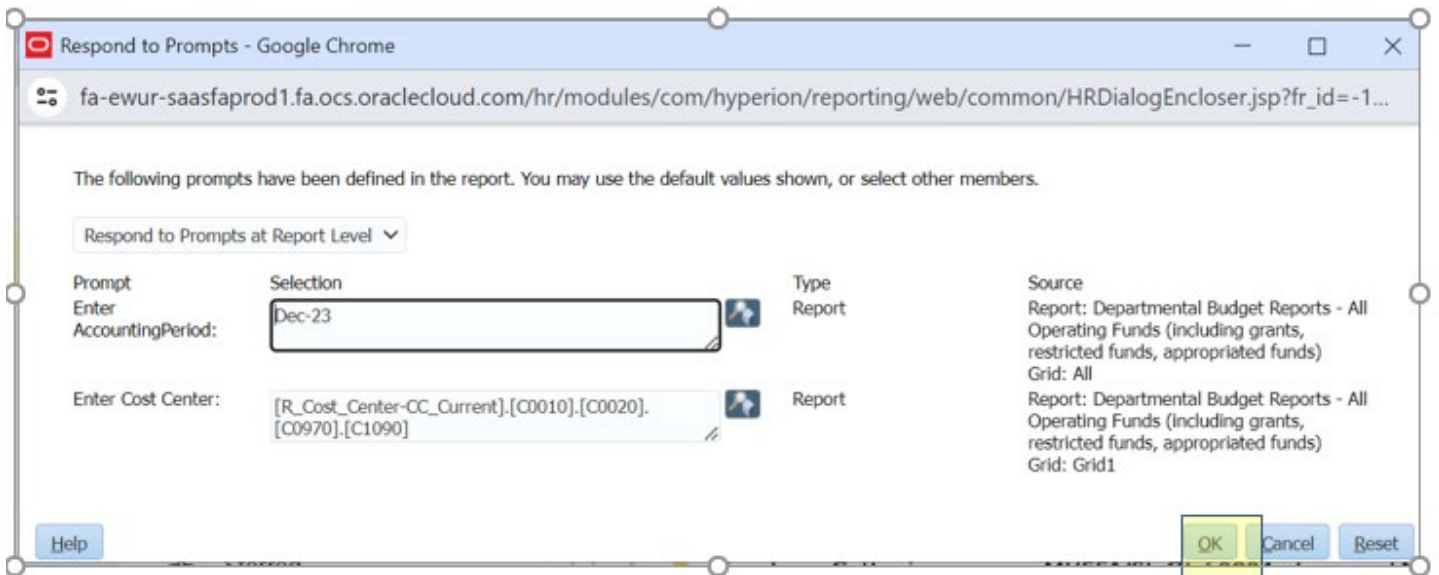 Respond to Prompts - Google Chrome
fa-ewur-saasfaprod1.fa.ocs.oraclecloud.com/hr/modules/com/hyperion/reporting/web/common/HRDialogEncloser.jsp?fr_id=-1...
The following prompts have been defined in the report. You may use the default values shown, or select other members.
Respond to Prompts at Report Level
Prompt Selection Type Source
Enter AccountingPeriod:
Dec-23
Report
Report: Departmental Budget Reports - All
Operating Funds (including grants,
restricted funds, appropriated funds)
Grid: All
Enter Cost Center:
[R_Cost_Center-CC_Current].[C0010].[C0020].
[C0970].[C1090]
Report
Report: Departmental Budget Reports - All
Operating Funds (including grants,
restricted funds, appropriated funds)
Grid: Grid1
Help OK Cancel Reset